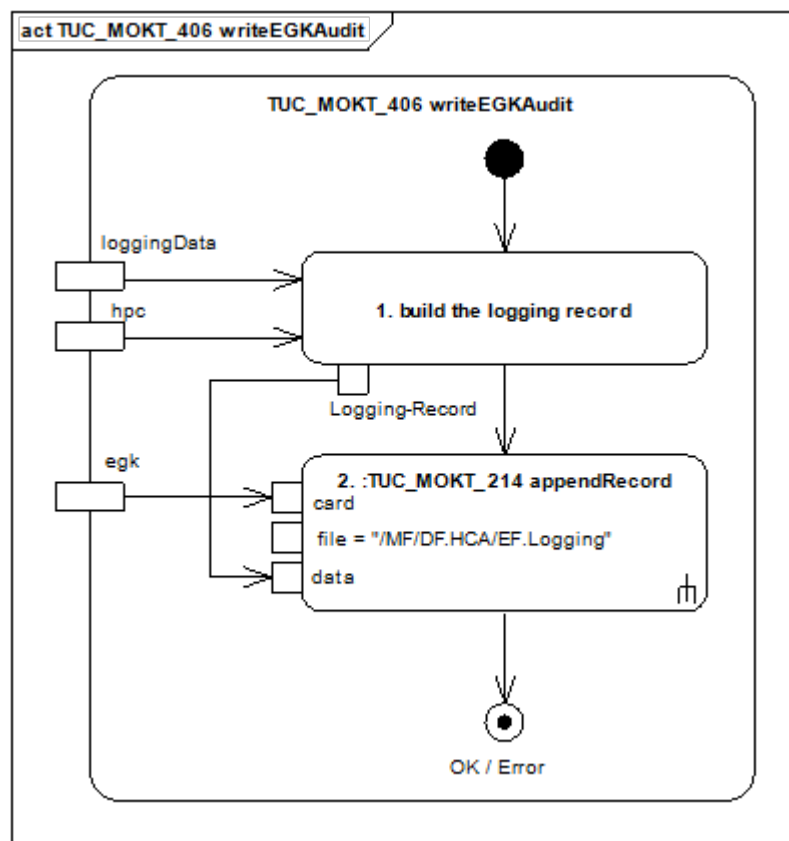 act TUC_MOKT_406 writeEGKAudit
TUC_MOKT_406 writeEGKAudit
loggingData
1. build the logging record
hpc
Logging-Record
egk
2. :TUC_MOKT_214 appendRecord
card
file = "/MF/DF.HCA/EF.Logging"
data
OK / Error